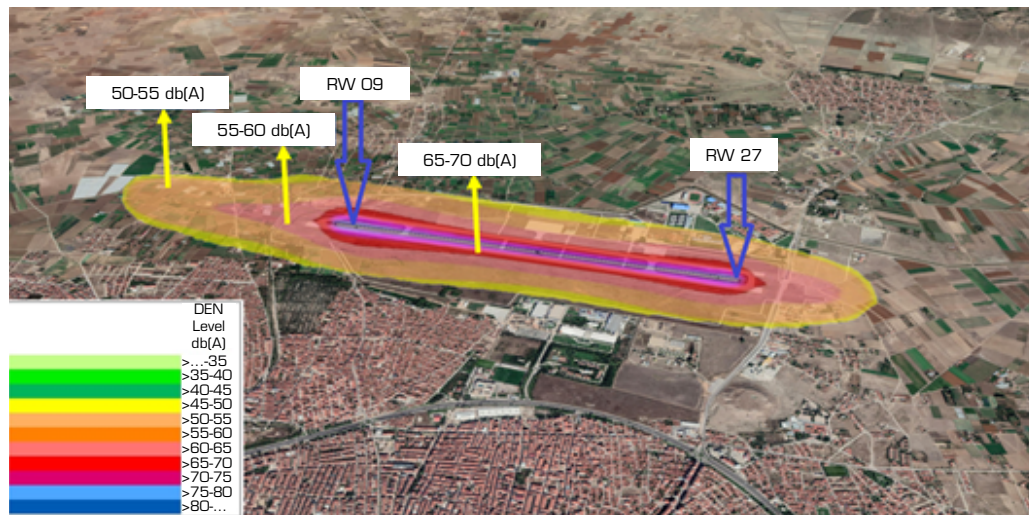 50-55 db(A)
RW 09
55-60 db(A)
65-70 db(A)
RW 27
DEN
Level
db(A)
>...-35
>35-40
>40-45
>45-50
>50-55
>55-60
>60-65
>65-70
>70-75
>75-80
>80-...